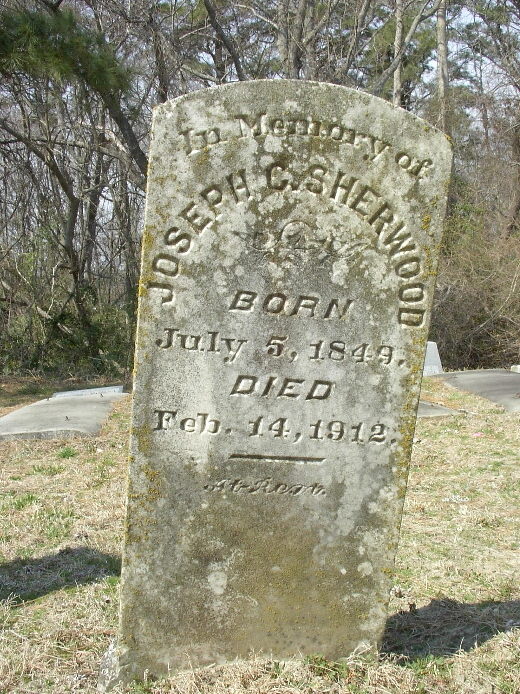 In Memory of
JOSEPH C. SHERWOOD
BORN
July 5, 1849.
DIED
Feb. 14, 1912.
At Rest.